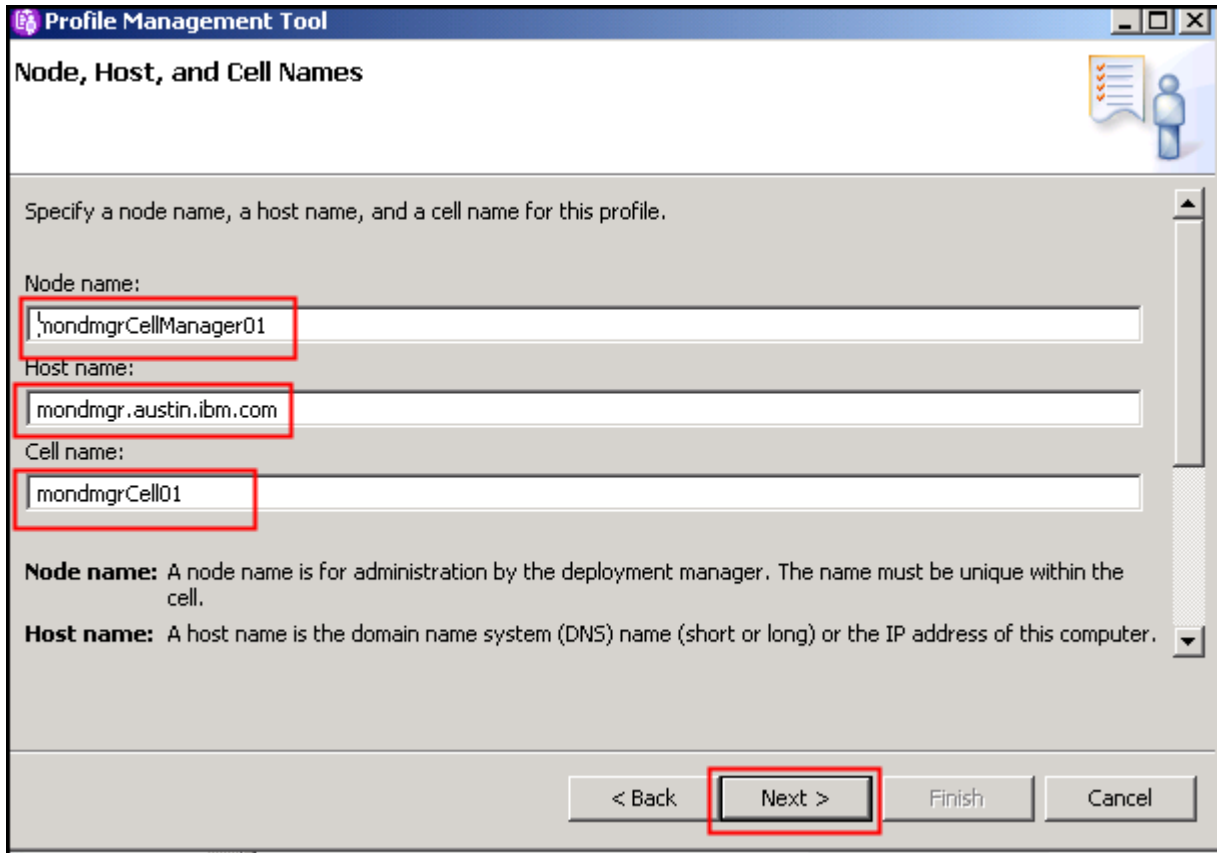 Profile Management Tool
Node, Host, and Cell Names
Specify a node name, a host name, and a cell name for this profile.
Node name:
mondmgrCellManager01
Host name:
mondmgr.austin.ibm.com
Cell name:
mondmgrCell01
Node name: A node name is for administration by the deployment manager. The name must be unique within the
cell.
Host name: A host name is the domain name system (DNS) name (short or long) or the IP address of this computer.
< Back Next > Finish Cancel